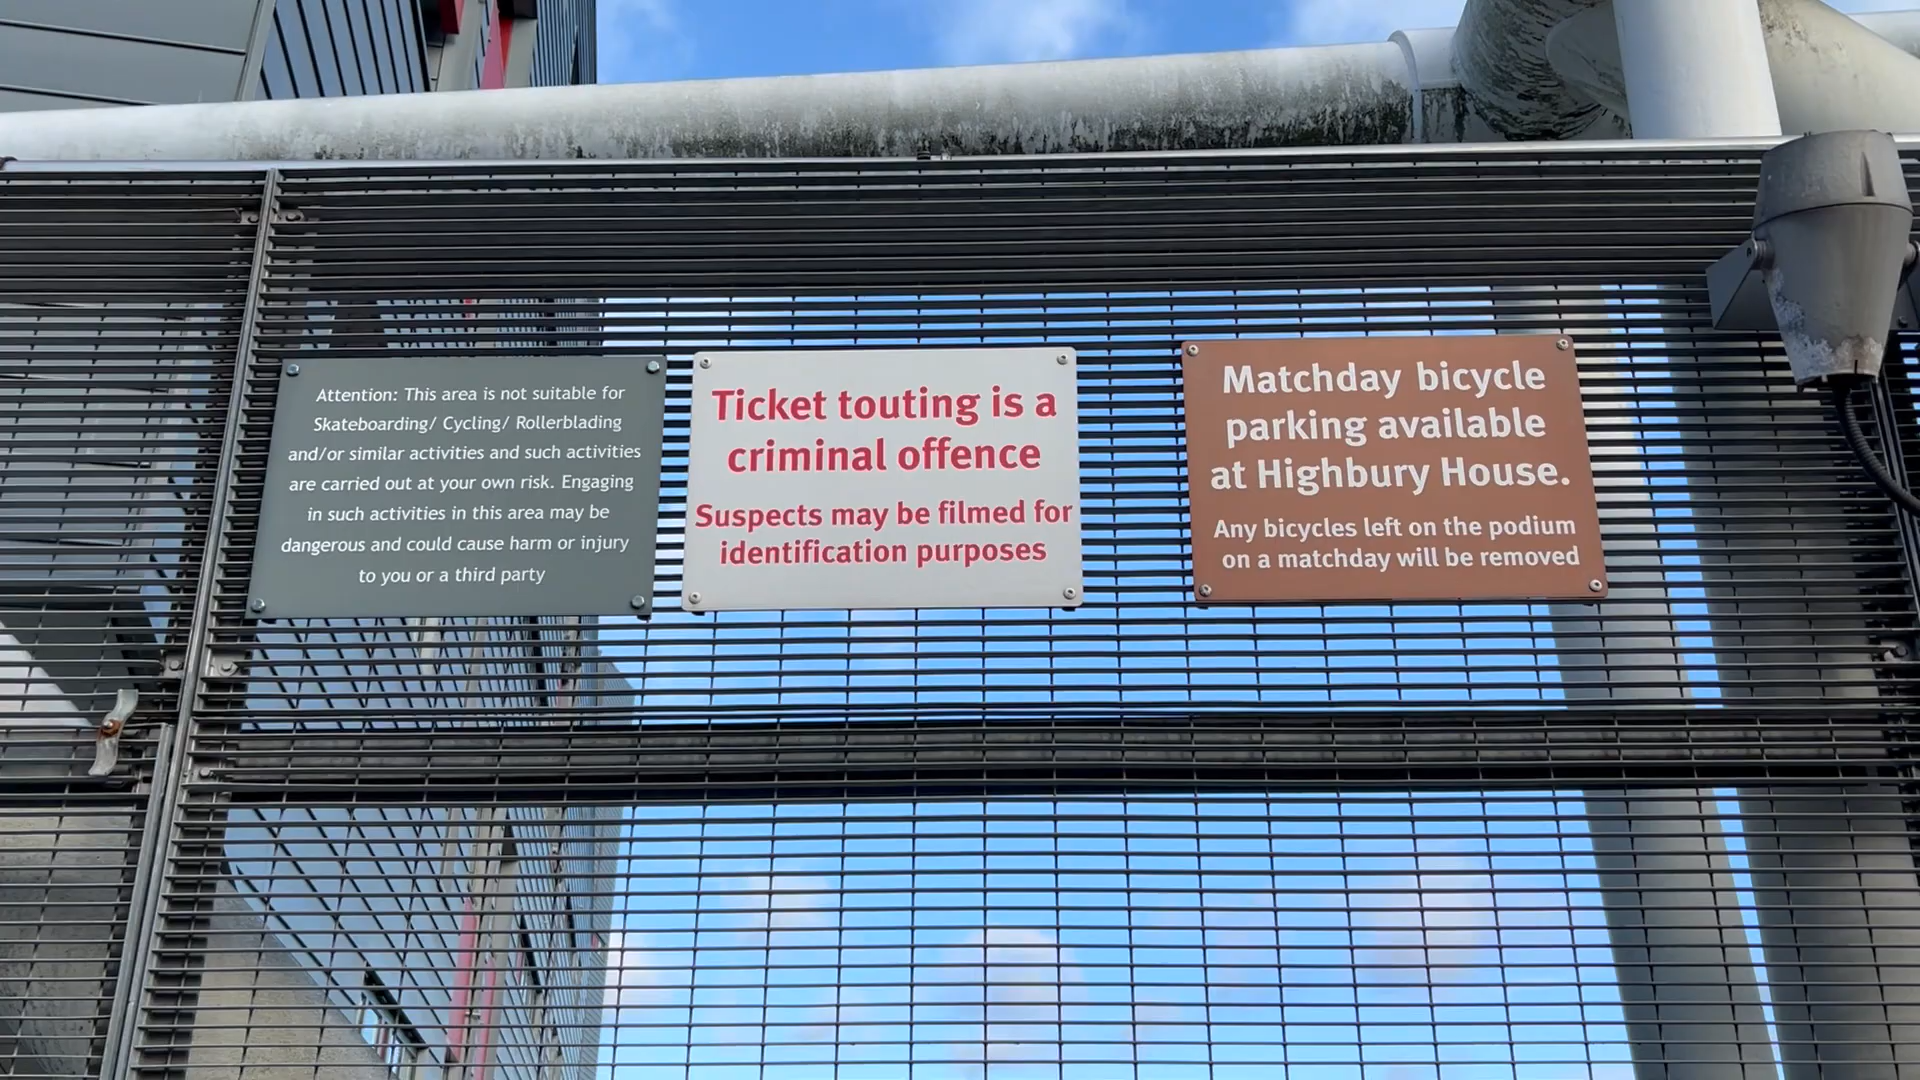 Attention: This area is not suitable for
Skateboarding/ Cycling/ Rollerblading
and/or similar activities and such activities
are carried out at your own risk. Engaging
in such activities in this area may be
dangerous and could cause harm or injury
to you or a third party
Ticket touting is a
criminal offence
Suspects may be filmed for
identification purposes
Matchday bicycle
parking available
at Highbury House.
Any bicycles left on the podium
on a matchday will be removed